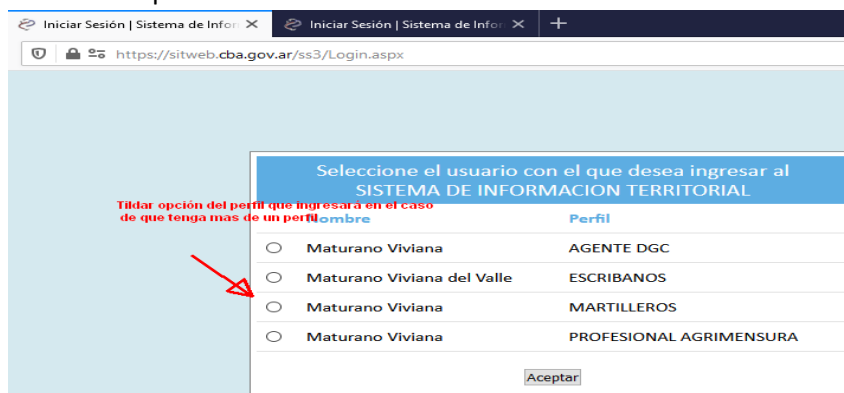 Iniciar Sesión | Sistema de Infor
Iniciar Sesión | Sistema de Infor
https://sitweb.cba.gov.ar/ss3/Login.aspx
Seleccione el usuario con el que desea ingresar al
SISTEMA DE INFORMACION TERRITORIAL
Tildar opción del perfil que ingresará en el caso
de que tenga mas de un perfil
Nombre Perfil
Maturano Viviana AGENTE DGC
Maturano Viviana del Valle ESCRIBANOS
Maturano Viviana MARTILLEROS
Maturano Viviana PROFESIONAL AGRIMENSURA
Aceptar